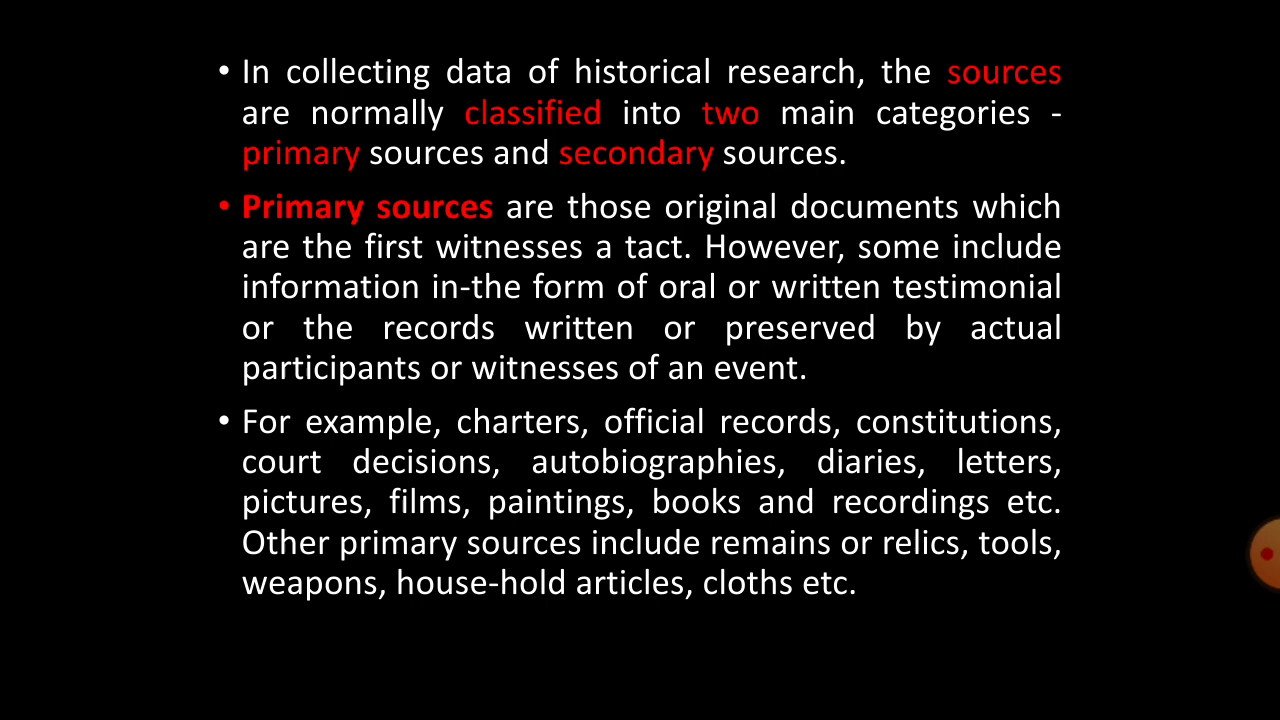 • In collecting data of historical research, the sources
are normally classified into two main categories -
primary sources and secondary sources.
• Primary sources are those original documents which
are the first witnesses a tact. However, some include
information in-the form of oral or written testimonial
or the records written or preserved by actual
participants or witnesses of an event.
• For example, charters, official records, constitutions,
court decisions, autobiographies, diaries, letters,
pictures, films, paintings, books and recordings etc.
Other primary sources include remains or relics, tools,
weapons, house-hold articles, cloths etc.